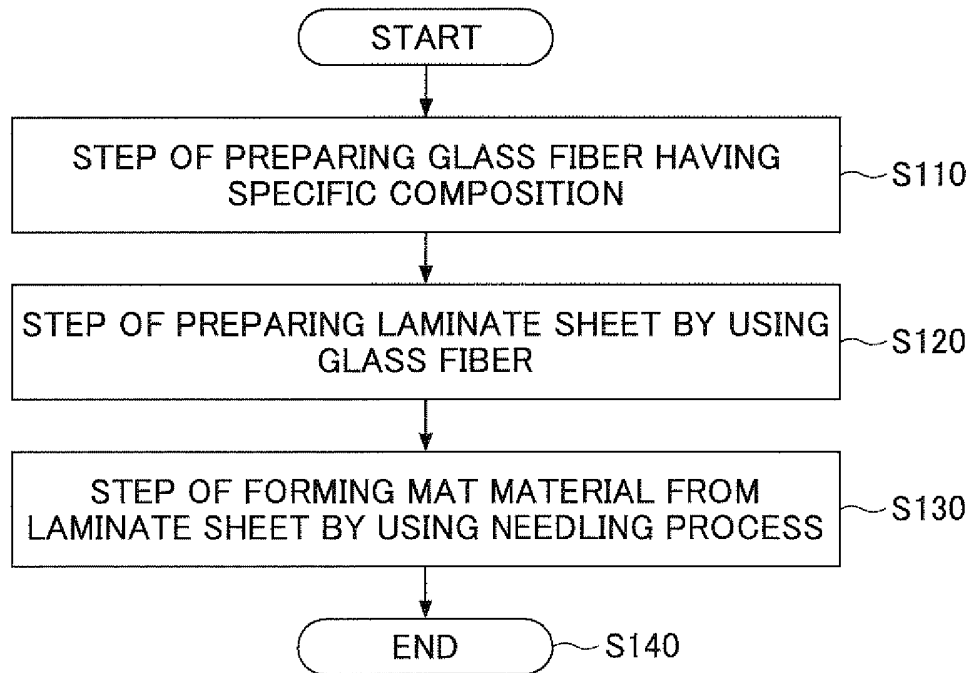 START
STEP OF PREPARING GLASS FIBER HAVING
SPECIFIC COMPOSITION
S110
STEP OF PREPARING LAMINATE SHEET BY USING
GLASS FIBER
S120
STEP OF FORMING MAT MATERIAL FROM
LAMINATE SHEET BY USING NEEDLING PROCESS
S130
END
S140